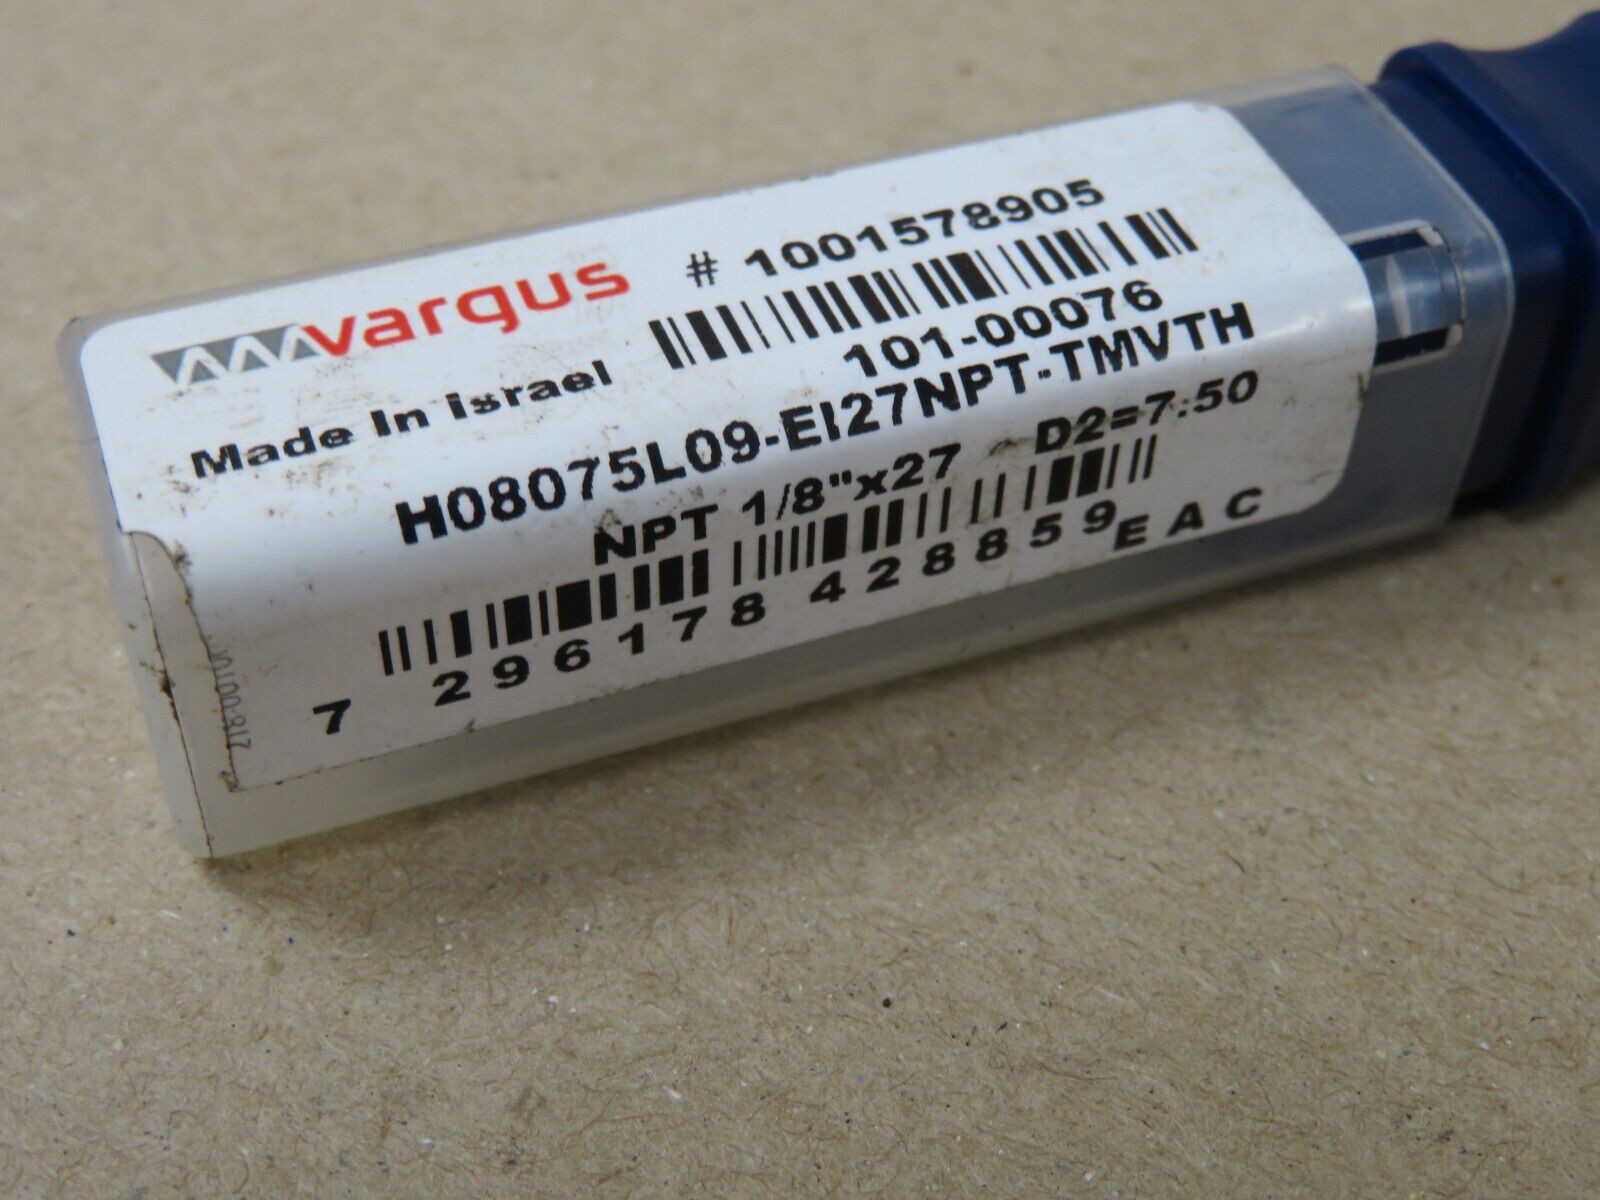 vargus
# 1001578905
Made In Israel
101-00076
H08075L09-EI27NPT-TMVTH
NPT 1/8"x27 D2=7.50
7 296178 428859
EAC